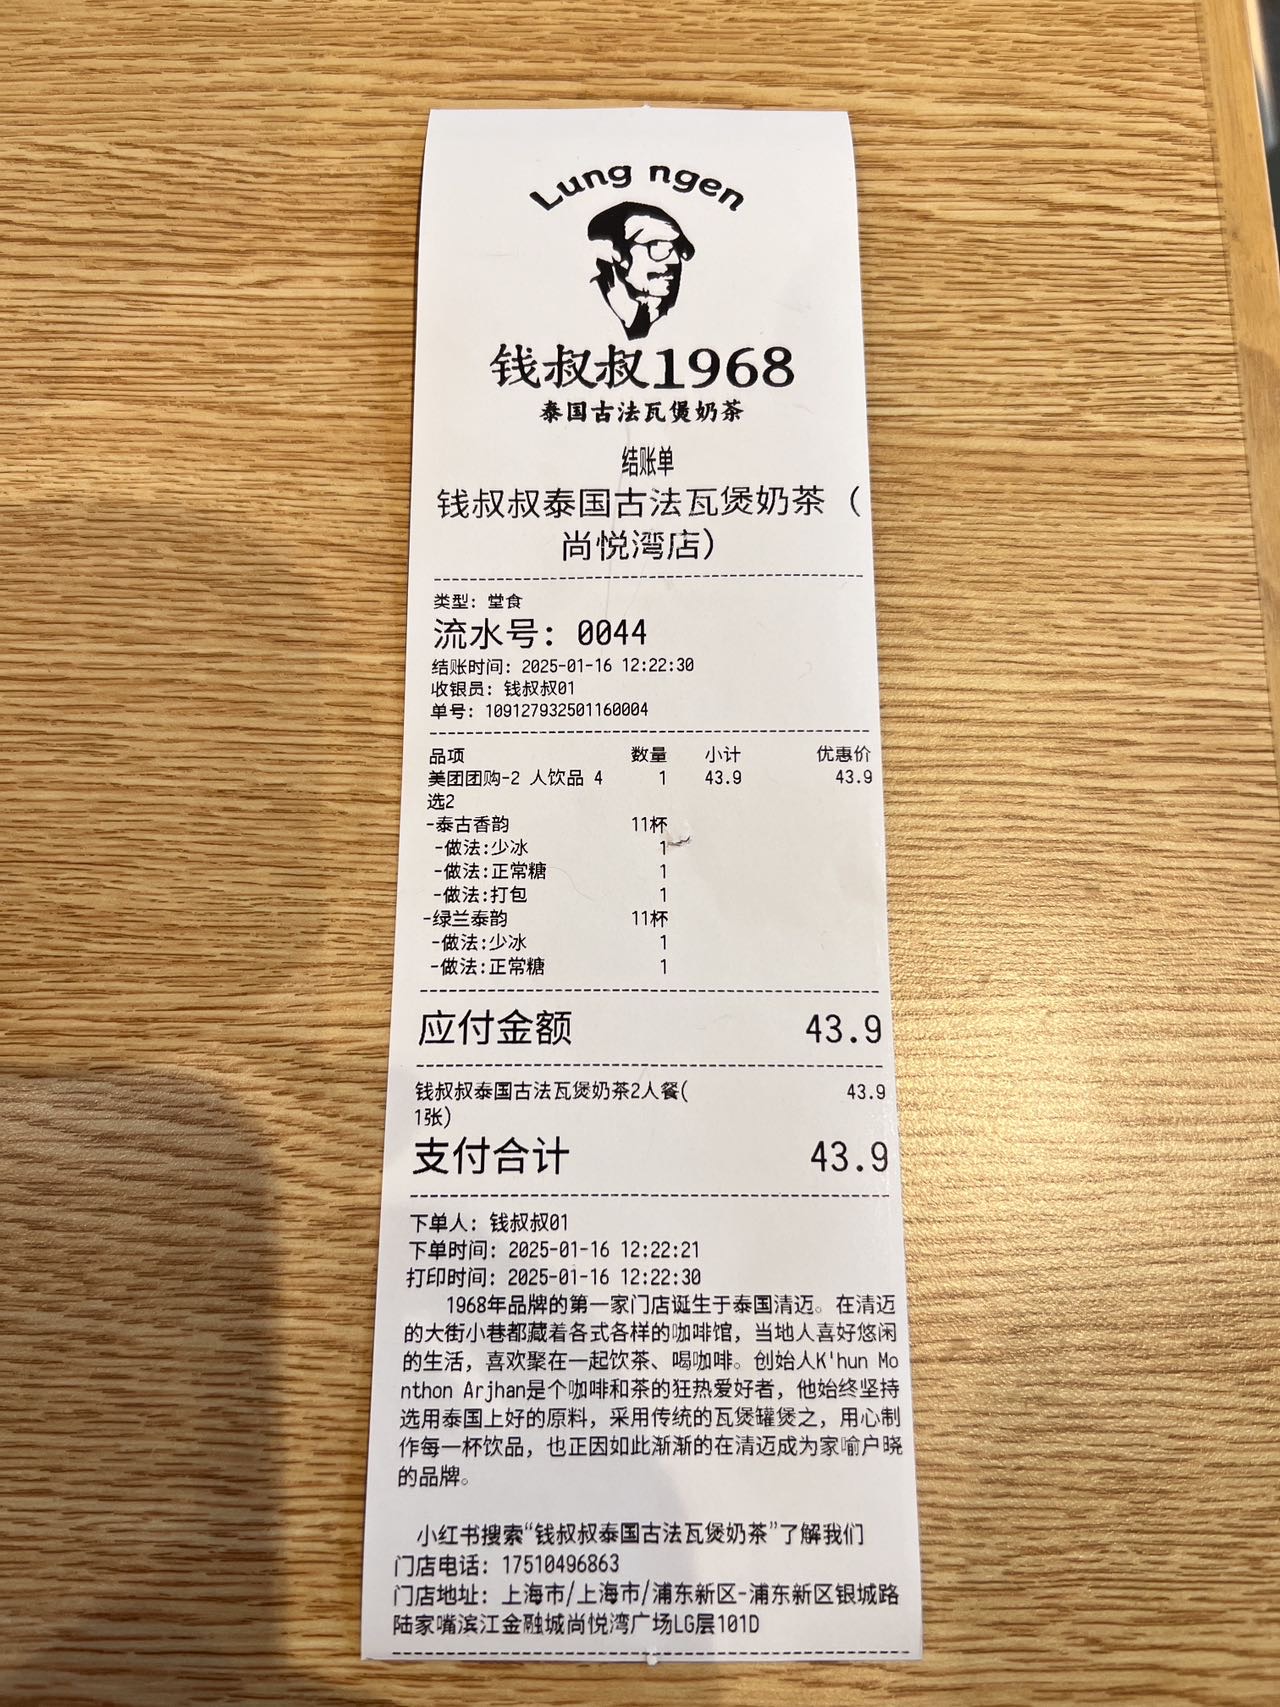 Lung ngen
钱叔叔1968
泰国古法瓦煲奶茶
结账单
钱叔叔泰国古法瓦煲奶茶（
尚悦湾店）
类型：堂食
流水号：0044
结账时间：2025-01-16 12:22:30
收银员：钱叔叔01
单号：109127932501160004
品项 数量 小计 优惠价
美团团购-2 人饮品 4 1 43.9 43.9
选2
-泰古香韵 11杯
-做法:少冰 1
-做法:正常糖 1
-做法:打包 1
-绿兰泰韵 11杯
-做法:少冰 1
-做法:正常糖 1
应付金额 43.9
钱叔叔泰国古法瓦煲奶茶2人餐( 43.9
1张)
支付合计 43.9
下单人：钱叔叔01
下单时间：2025-01-16 12:22:21
打印时间：2025-01-16 12:22:30
1968年品牌的第一家门店诞生于泰国清迈。在清迈
的大街小巷都藏着各式各样的咖啡馆，当地人喜好悠闲
的生活，喜欢聚在一起饮茶、喝咖啡。创始人K'hun Mo
nthon Arjhan是个咖啡和茶的狂热爱好者，他始终坚持
选用泰国上好的原料，采用传统的瓦煲罐煲之，用心制
作每一杯饮品，也正因如此渐渐的在清迈成为家喻户晓
的品牌。
小红书搜索“钱叔叔泰国古法瓦煲奶茶”了解我们
门店电话：17510496863
门店地址：上海市/上海市/浦东新区-浦东新区银城路
陆家嘴滨江金融城尚悦湾广场LG层101D